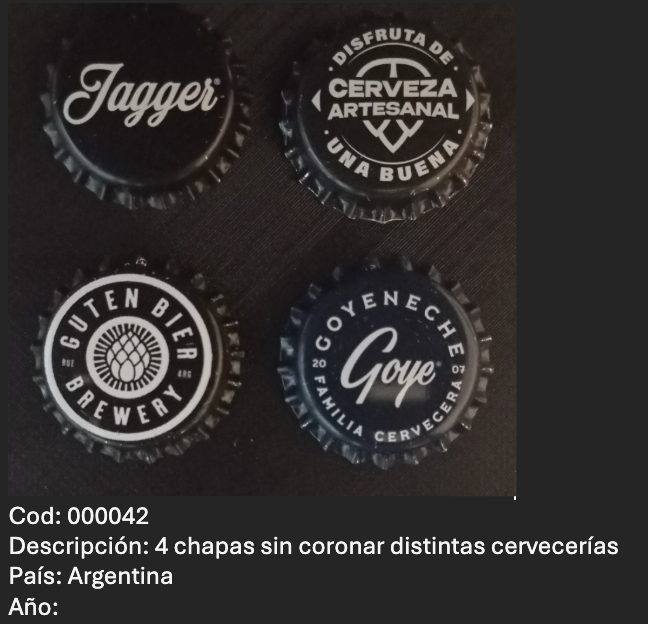 Jagger®
DISFRUTA DE
CERVEZA
ARTESANAL
UNA BUENA
GUTEN BIER
BUE ARG
BREWERY
GOYENECHE
20 Goye 07
FAMILIA CERVECERA
Cod: 000042
Descripción: 4 chapas sin coronar distintas cervecerías
País: Argentina
Año: